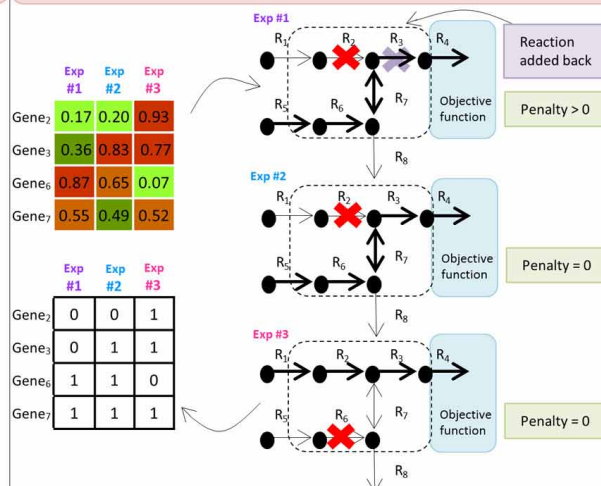 Exp #1
R1
R2
R3
R4
Reaction
added back
R5
R6
R7
Objective
function
Penalty > 0
R8
Exp
#1
Exp
#2
Exp
#3
Gene2 0.17 0.20 0.93
Gene3 0.36 0.83 0.77
Gene6 0.87 0.65 0.07
Gene7 0.55 0.49 0.52
Exp #2
R1
R2
R3
R4
R5
R6
R7
Objective
function
Penalty = 0
R8
Exp
#1
Exp
#2
Exp
#3
Gene2 0 0 1
Gene3 0 1 1
Gene6 1 1 0
Gene7 1 1 1
Exp #3
R1
R2
R3
R4
R5
R6
R7
Objective
function
Penalty = 0
R8